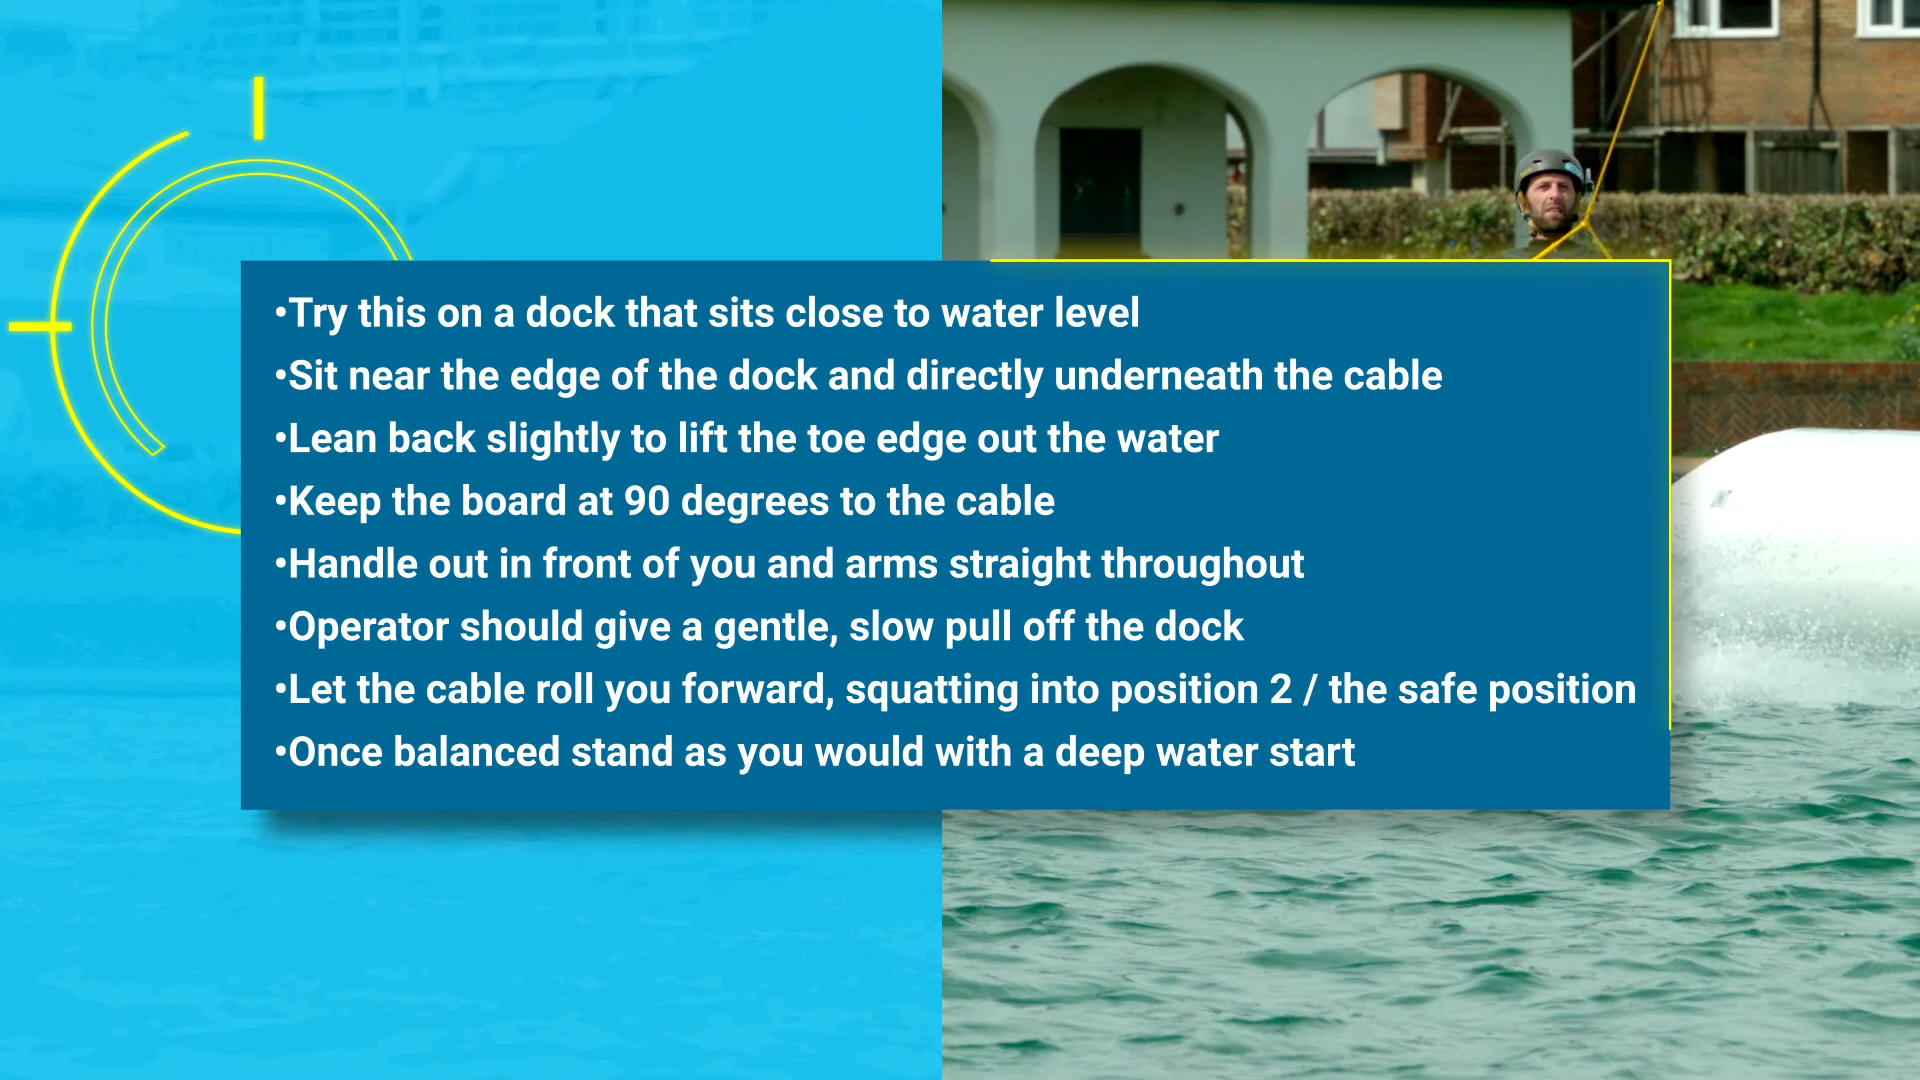 •Try this on a dock that sits close to water level
•Sit near the edge of the dock and directly underneath the cable
•Lean back slightly to lift the toe edge out the water
•Keep the board at 90 degrees to the cable
•Handle out in front of you and arms straight throughout
•Operator should give a gentle, slow pull off the dock
•Let the cable roll you forward, squatting into position 2 / the safe position
•Once balanced stand as you would with a deep water start